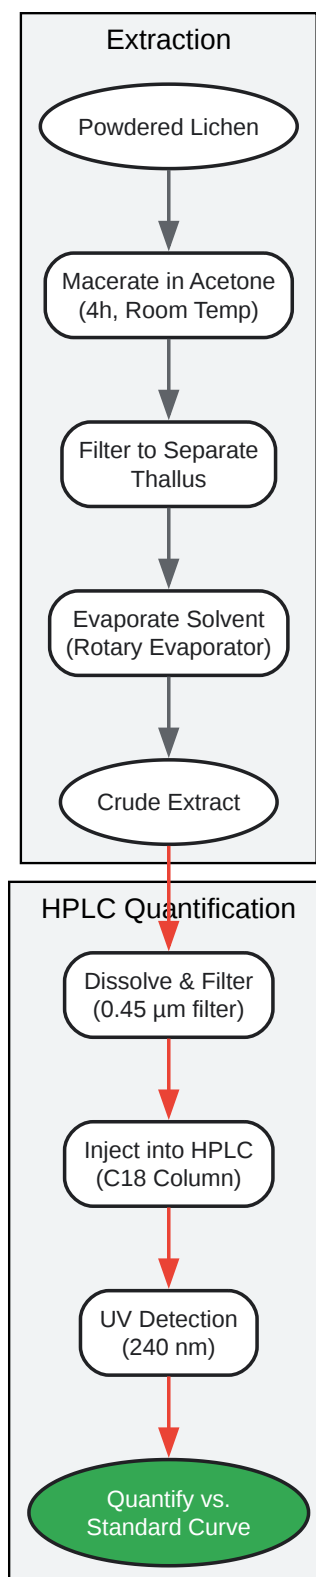 Extraction
Powdered Lichen
Macerate in Acetone
(4h, Room Temp)
Filter to Separate
Thallus
Evaporate Solvent
(Rotary Evaporator)
Crude Extract
HPLC Quantification
Dissolve & Filter
(0.45 µm filter)
Inject into HPLC
(C18 Column)
UV Detection
(240 nm)
Quantify vs.
Standard Curve